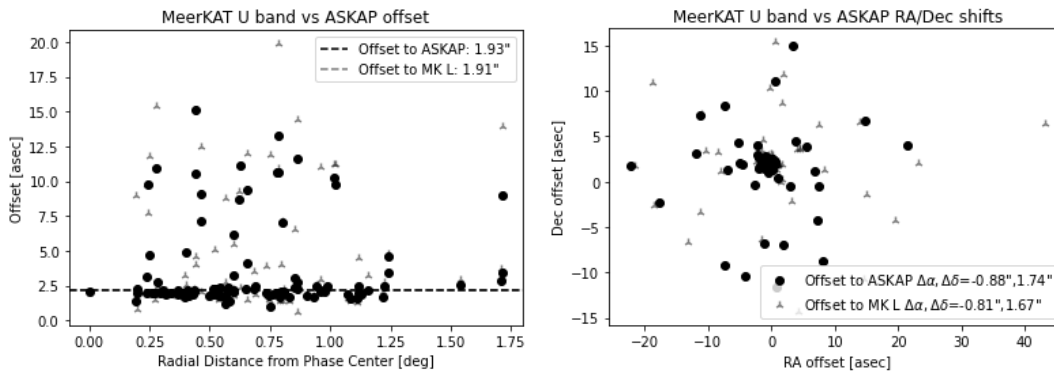 MeerKAT U band vs ASKAP offset
20.0
17.5
15.0
12.5
10.0
7.5
5.0
2.5
0.0
Offset [asec]
Offset to ASKAP: 1.93"
Offset to MK L: 1.91"
0.00 0.25 0.50 0.75 1.00 1.25 1.50 1.75
Radial Distance from Phase Center [deg]
MeerKAT U band vs ASKAP RA/Dec shifts
15
10
5
0
−5
−10
−15
Dec offset [asec]
Offset to ASKAP Δα, Δδ=-0.88",1.74"
Offset to MK L Δα, Δδ=-0.81",1.67"
−20 −10 0 10 20 30 40
RA offset [asec]